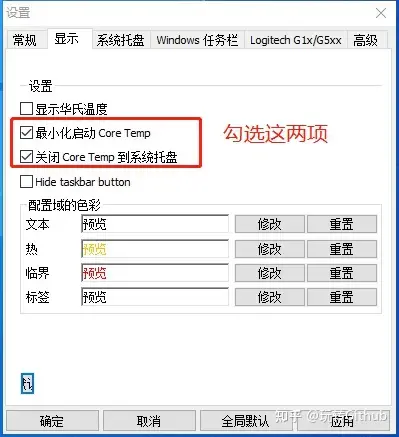 设置
常规 显示 系统托盘 Windows 任务栏 Logitech G1x/G5xx 高级
设置
显示华氏温度
最小化启动 Core Temp
勾选这两项
关闭 Core Temp 到系统托盘
Hide taskbar button
配置域的色彩
文本 预览 修改 重置
热 预览 修改 重置
临界 预览 修改 重置
标签 预览 修改 重置
确定 取消 全局默认 应用